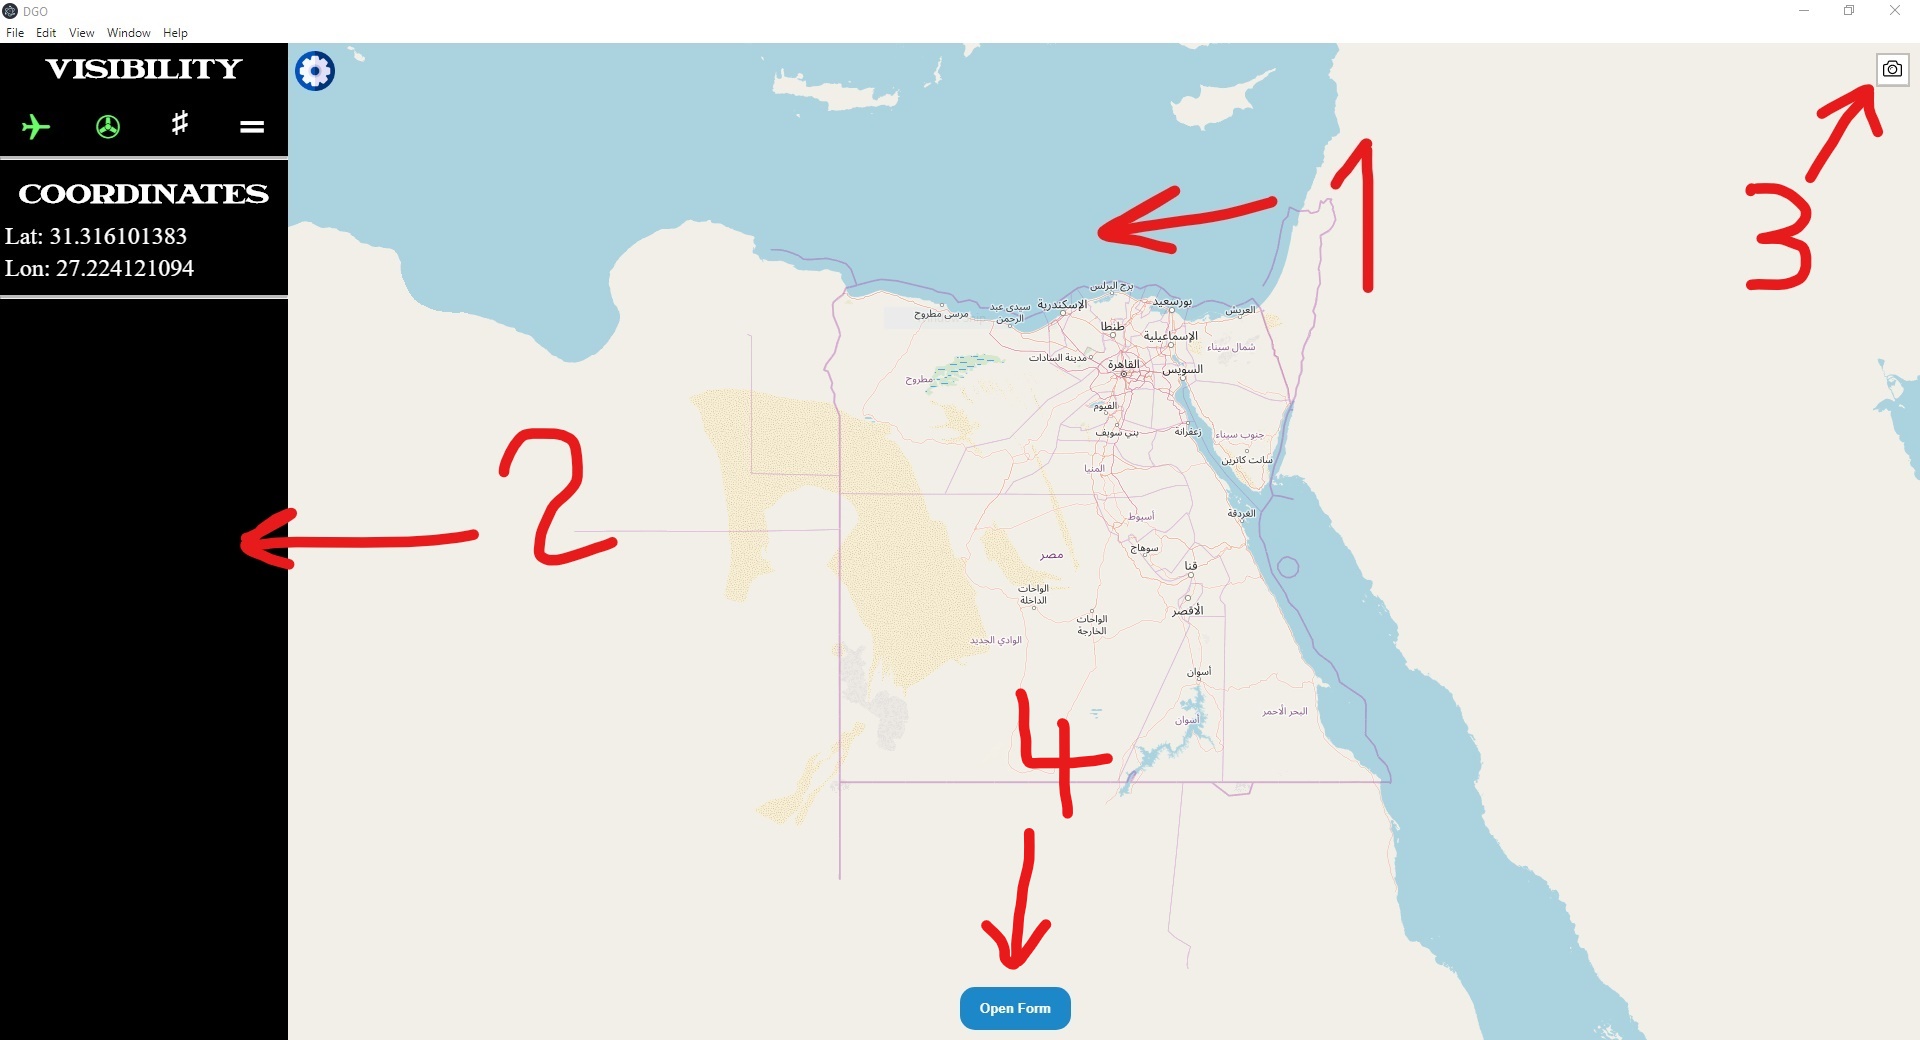 DGO
File Edit View Window Help
VISIBILITY
COORDINATES
Lat: 31.316101383
Lon: 27.224121094
1
3
برج البرلس
بورسعيد
الإسكندرية
سيدي عبد
الرحمن
مرسى مطروح
العريش
طنطا
الإسماعيلية
شمال سيناء
مدينة السادات
القاهرة
السويس
مطروح
الفيوم
بني سويف
زعفرانة
جنوب سيناء
سانت كاترين
المنيا
2
أسيوط
الغردقة
سوهاج
مصر
قنا
الواحات
الداخلة
الأقصر
الواحات
الخارجة
الوادي الجديد
أسوان
البحر الأحمر
أسوان
4
Open Form